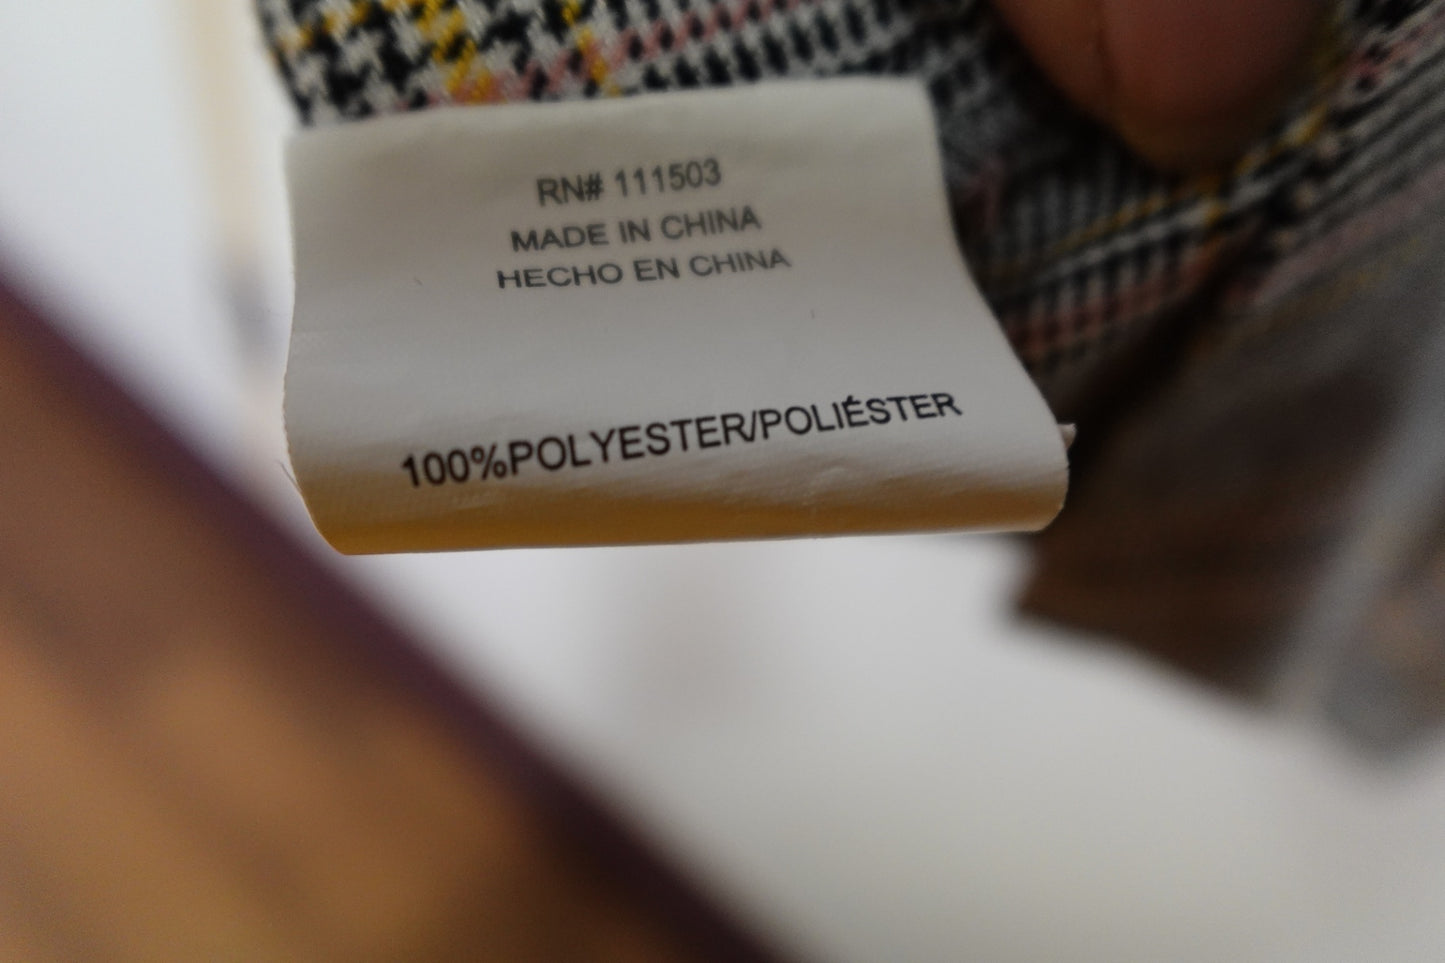 RN# 111503
MADE IN CHINA
HECHO EN CHINA
100%POLYESTER/POLIÉSTER